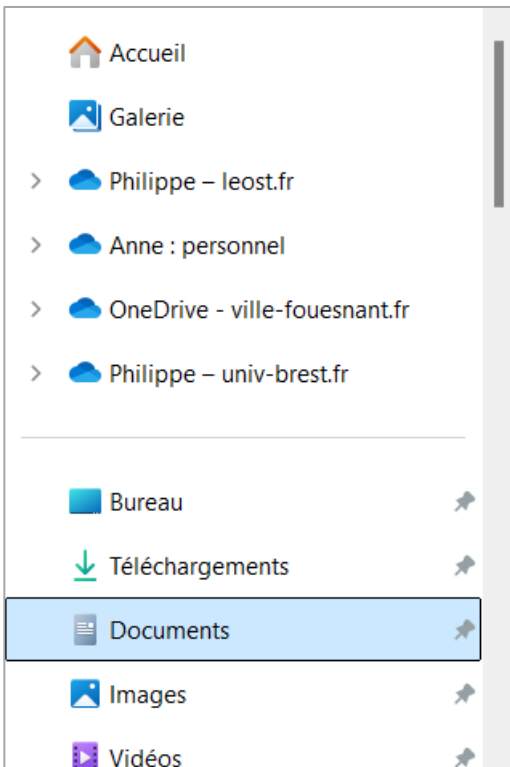 Accueil
Galerie
Philippe – leost.fr
Anne : personnel
OneDrive - ville-fouesnant.fr
Philippe – univ-brest.fr
Bureau
Téléchargements
Documents
Images
Vidéos